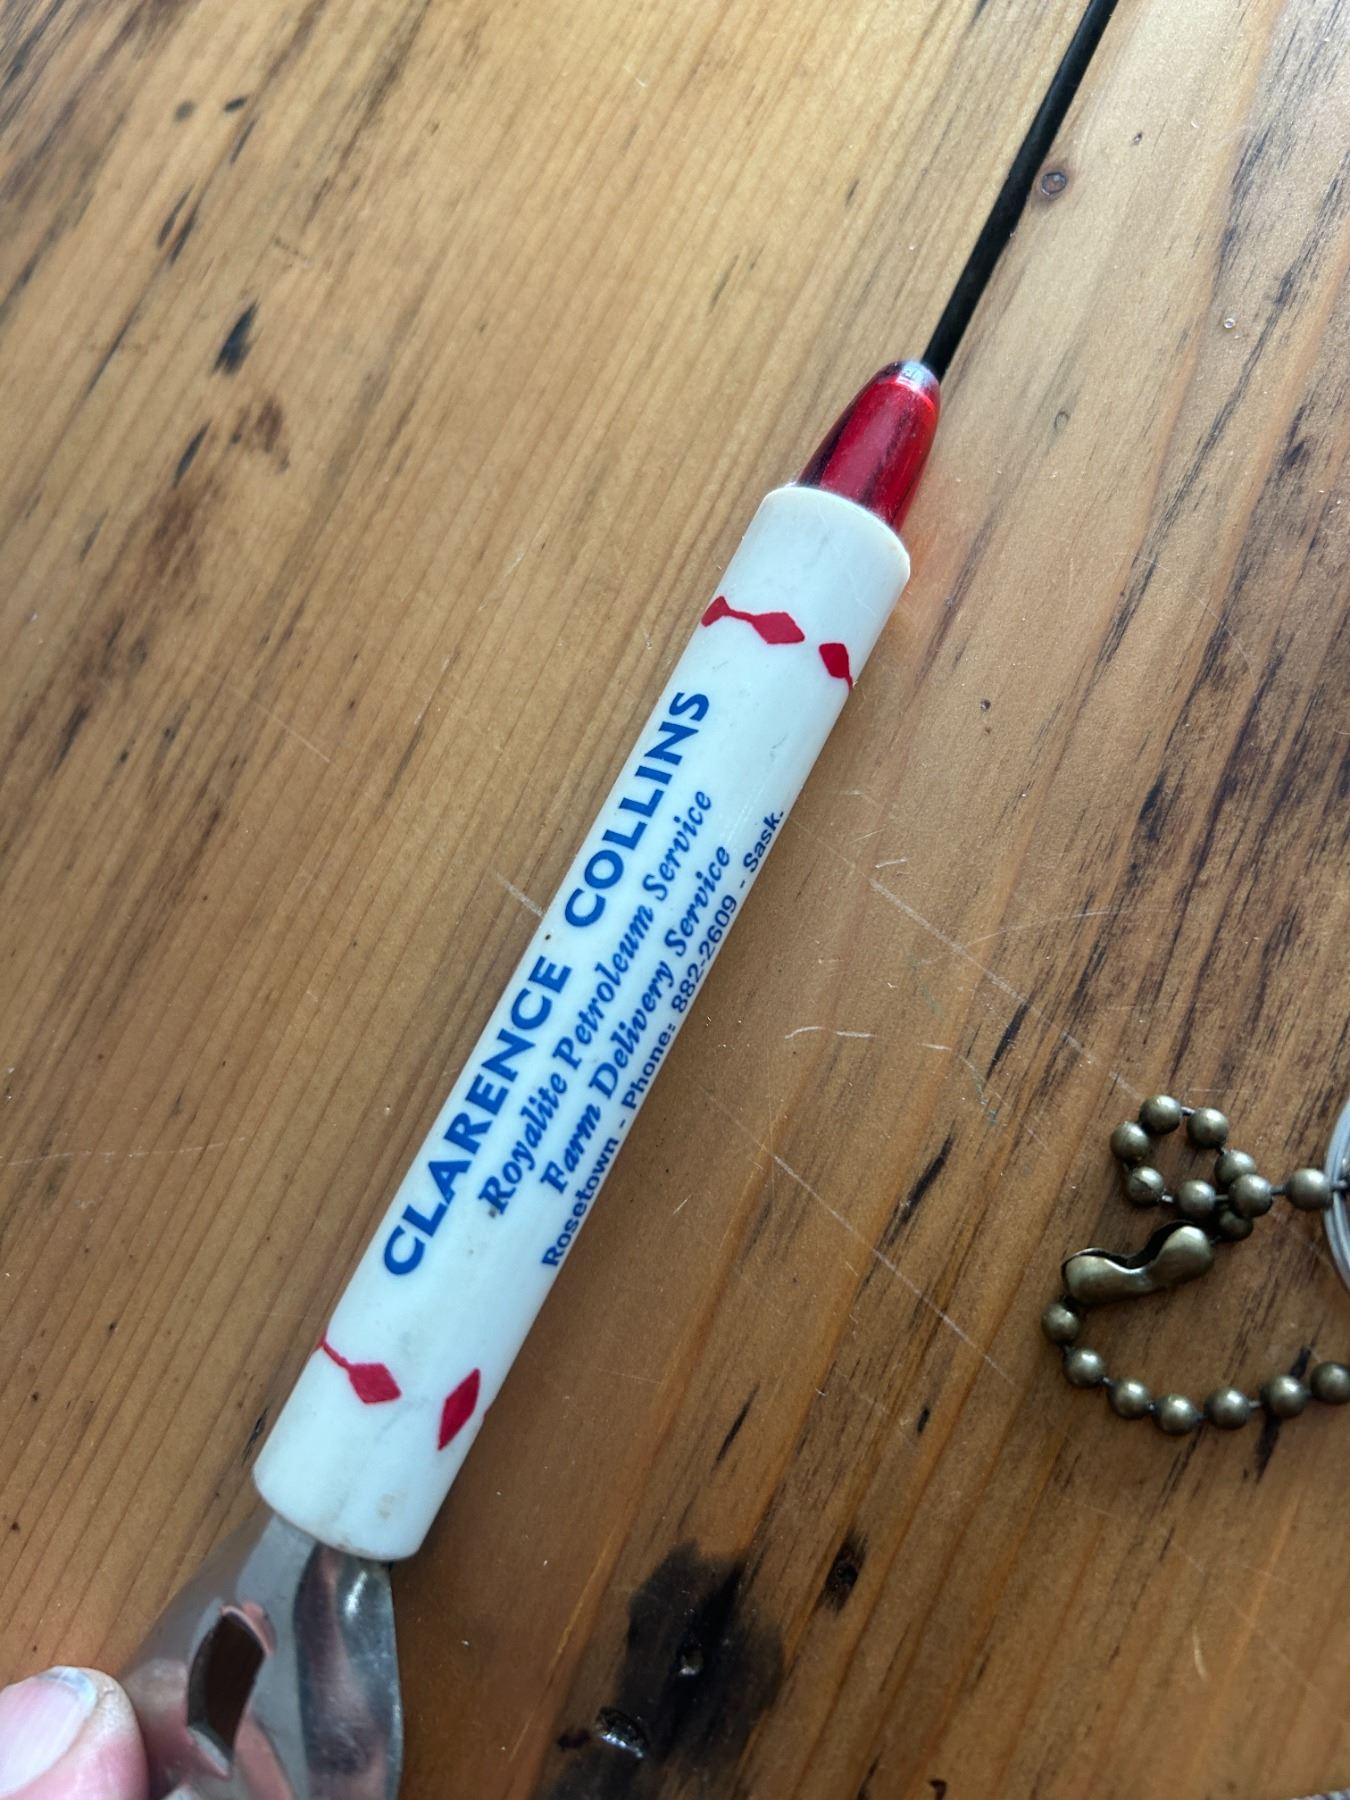 CLARENCE COLLINS
Royalite Petroleum Service
Farm Delivery Service
Rosetown - Phone: 882-2609 - Sask.